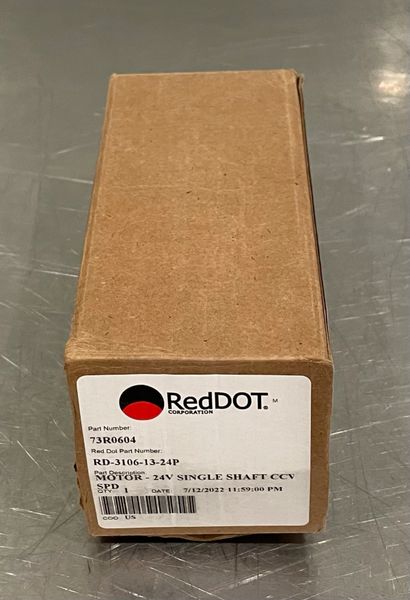 RedDOT® TM
CORPORATION
Part Number:
73R0604
Red Dot Part Number:
RD-3106-13-24P
Part Description
MOTOR - 24V SINGLE SHAFT CCV
SPD
QTY: 1 DATE: 7/12/2022 11:59:00 PM
COO US